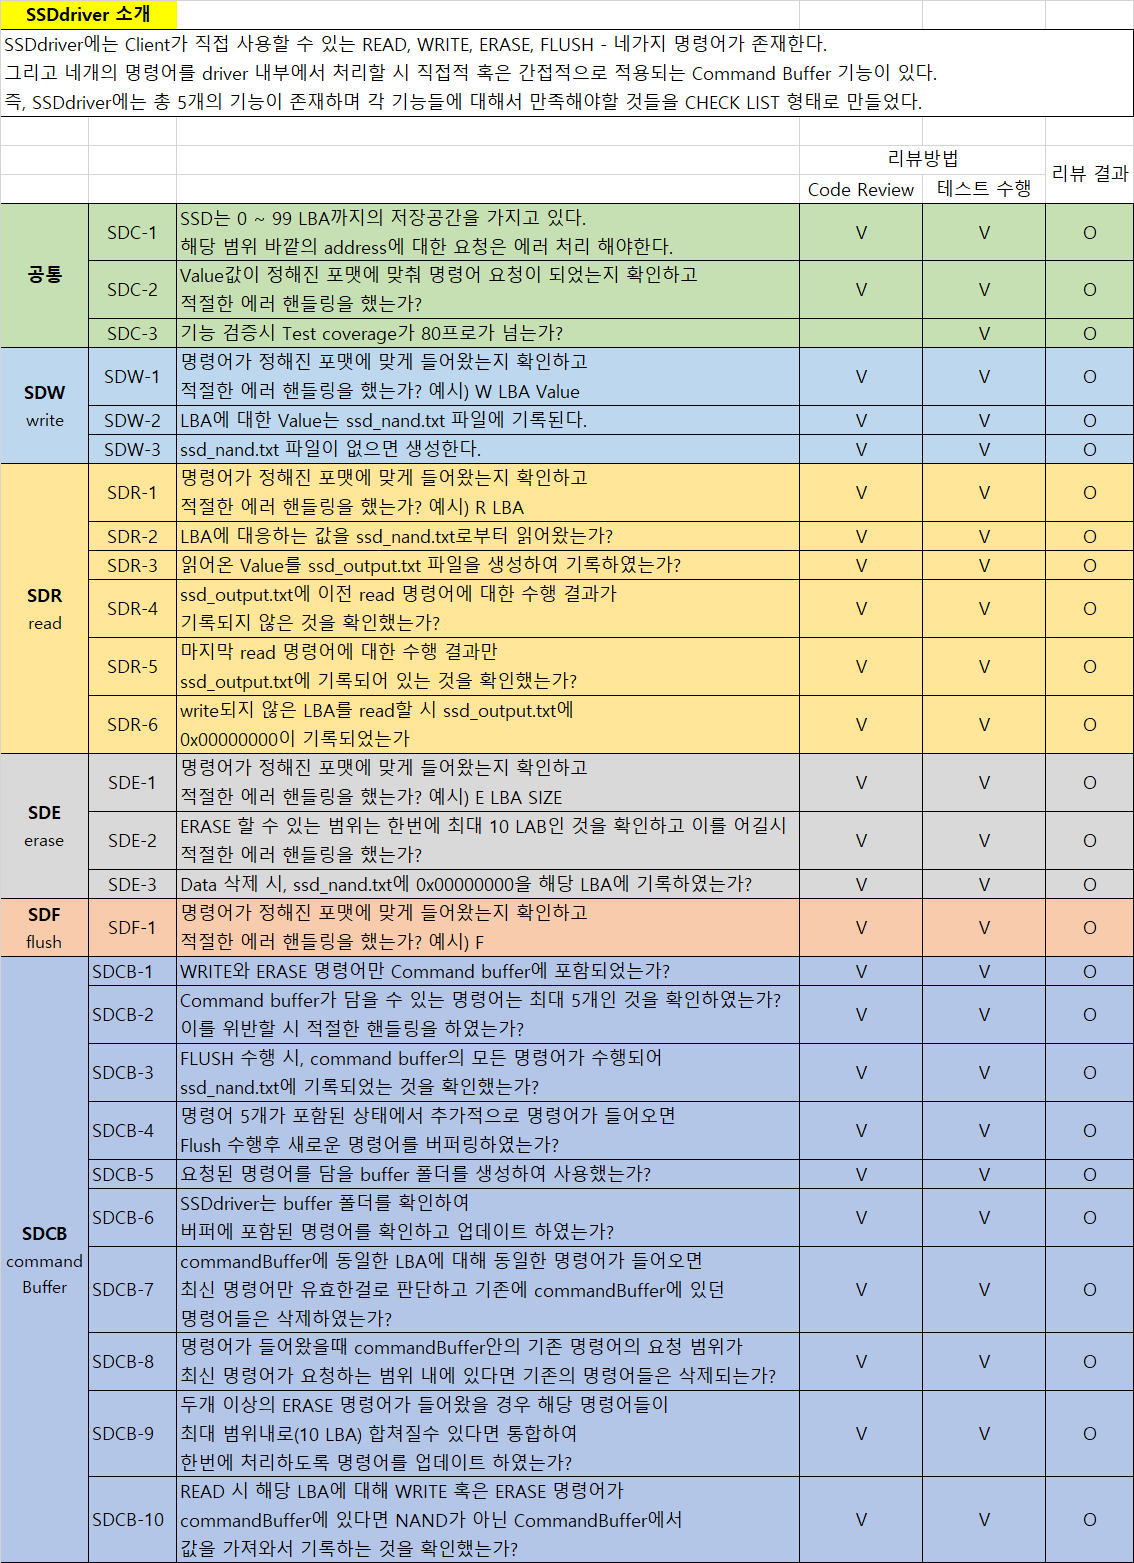 SSDdriver 소개
SSDdriver에는 Client가 직접 사용할 수 있는 READ, WRITE, ERASE, FLUSH - 네가지 명령어가 존재한다.
그리고 네개의 명령어를 driver 내부에서 처리할 시 직접적 혹은 간접적으로 적용되는 Command Buffer 기능이 있다.
즉, SSDdriver에는 총 5개의 기능이 존재하며 각 기능들에 대해서 만족해야할 것들을 CHECK LIST 형태로 만들었다.
리뷰방법
리뷰 결과
Code Review
테스트 수행
공통
SDC-1
SSD는 0 ~ 99 LBA까지의 저장공간을 가지고 있다.
해당 범위 바깥의 address에 대한 요청은 에러 처리 해야한다.
V
V
O
SDC-2
Value값이 정해진 포맷에 맞춰 명령어 요청이 되었는지 확인하고
적절한 에러 핸들링을 했는가?
V
V
O
SDC-3
기능 검증시 Test coverage가 80프로가 넘는가?
V
O
SDW
write
SDW-1
명령어가 정해진 포맷에 맞게 들어왔는지 확인하고
적절한 에러 핸들링을 했는가? 예시) W LBA Value
V
V
O
SDW-2
LBA에 대한 Value는 ssd_nand.txt 파일에 기록된다.
V
V
O
SDW-3
ssd_nand.txt 파일이 없으면 생성한다.
V
V
O
SDR
read
SDR-1
명령어가 정해진 포맷에 맞게 들어왔는지 확인하고
적절한 에러 핸들링을 했는가? 예시) R LBA
V
V
O
SDR-2
LBA에 대응하는 값을 ssd_nand.txt로부터 읽어왔는가?
V
V
O
SDR-3
읽어온 Value를 ssd_output.txt 파일을 생성하여 기록하였는가?
V
V
O
SDR-4
ssd_output.txt에 이전 read 명령어에 대한 수행 결과가
기록되지 않은 것을 확인했는가?
V
V
O
SDR-5
마지막 read 명령어에 대한 수행 결과만
ssd_output.txt에 기록되어 있는 것을 확인했는가?
V
V
O
SDR-6
write되지 않은 LBA를 read할 시 ssd_output.txt에
0x00000000이 기록되었는가
V
V
O
SDE
erase
SDE-1
명령어가 정해진 포맷에 맞게 들어왔는지 확인하고
적절한 에러 핸들링을 했는가? 예시) E LBA SIZE
V
V
O
SDE-2
ERASE 할 수 있는 범위는 한번에 최대 10 LAB인 것을 확인하고 이를 어길시
적절한 에러 핸들링을 했는가?
V
V
O
SDE-3
Data 삭제 시, ssd_nand.txt에 0x00000000을 해당 LBA에 기록하였는가?
V
V
O
SDF
flush
SDF-1
명령어가 정해진 포맷에 맞게 들어왔는지 확인하고
적절한 에러 핸들링을 했는가? 예시) F
V
V
O
SDCB
command
Buffer
SDCB-1
WRITE와 ERASE 명령어만 Command buffer에 포함되었는가?
V
V
O
SDCB-2
Command buffer가 담을 수 있는 명령어는 최대 5개인 것을 확인하였는가?
이를 위반할 시 적절한 핸들링을 하였는가?
V
V
O
SDCB-3
FLUSH 수행 시, command buffer의 모든 명령어가 수행되어
ssd_nand.txt에 기록되었는 것을 확인했는가?
V
V
O
SDCB-4
명령어 5개가 포함된 상태에서 추가적으로 명령어가 들어오면
Flush 수행후 새로운 명령어를 버퍼링하였는가?
V
V
O
SDCB-5
요청된 명령어를 담을 buffer 폴더를 생성하여 사용했는가?
V
V
O
SDCB-6
SSDdriver는 buffer 폴더를 확인하여
버퍼에 포함된 명령어를 확인하고 업데이트 하였는가?
V
V
O
SDCB-7
commandBuffer에 동일한 LBA에 대해 동일한 명령어가 들어오면
최신 명령어만 유효한걸로 판단하고 기존에 commandBuffer에 있던
명령어들은 삭제하였는가?
V
V
O
SDCB-8
명령어가 들어왔을때 commandBuffer안의 기존 명령어의 요청 범위가
최신 명령어가 요청하는 범위 내에 있다면 기존의 명령어들은 삭제되는가?
V
V
O
SDCB-9
두개 이상의 ERASE 명령어가 들어왔을 경우 해당 명령어들이
최대 범위내로(10 LBA) 합쳐질수 있다면 통합하여
한번에 처리하도록 명령어를 업데이트 하였는가?
V
V
O
SDCB-10
READ 시 해당 LBA에 대해 WRITE 혹은 ERASE 명령어가
commandBuffer에 있다면 NAND가 아닌 CommandBuffer에서
값을 가져와서 기록하는 것을 확인했는가?
V
V
O